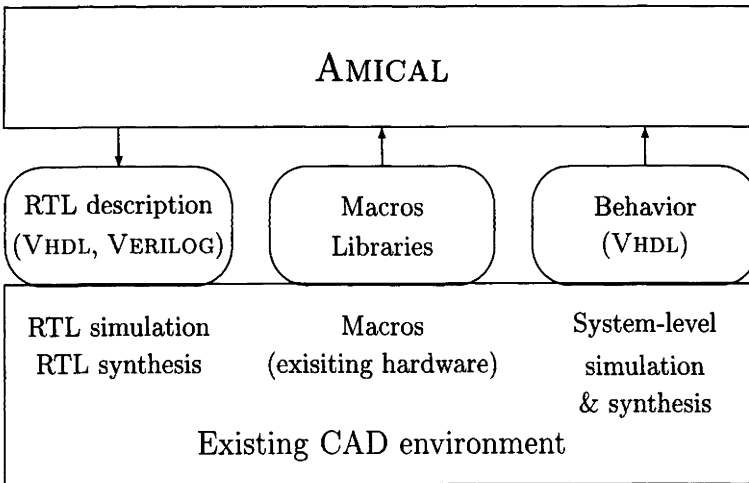 AMICAL
RTL description
(VHDL, VERILOG)
Macros
Libraries
Behavior
(VHDL)
RTL simulation
RTL synthesis
Macros
(exisiting hardware)
System-level
simulation
& synthesis
Existing CAD environment